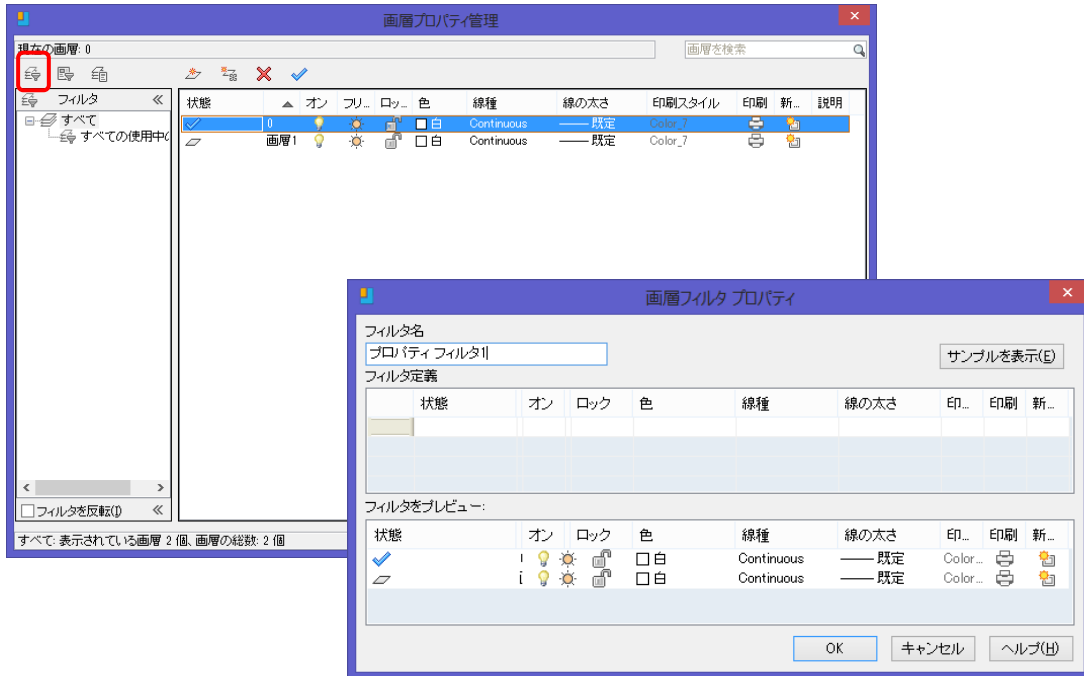 画層プロパティ管理
現在の画層: 0
画層を検索
フィルタ
すべて
すべての使用中
フィルタを反転(I)
状態 オン フリ... ロッ... 色 線種 線の太さ 印刷スタイル 印刷 新... 説明
0 白 Continuous 既定 Color_7
画層1 白 Continuous 既定 Color_7
すべて: 表示されている画層 2 個、画層の総数: 2 個
画層フィルタ プロパティ
フィルタ名
プロパティ フィルタ1
サンプルを表示(E)
フィルタ定義
状態 オン ロック 色 線種 線の太さ 印... 印刷 新...
フィルタをプレビュー:
状態 オン ロック 色 線種 線の太さ 印... 印刷 新...
白 Continuous 既定 Color...
白 Continuous 既定 Color...
OK キャンセル ヘルプ(H)